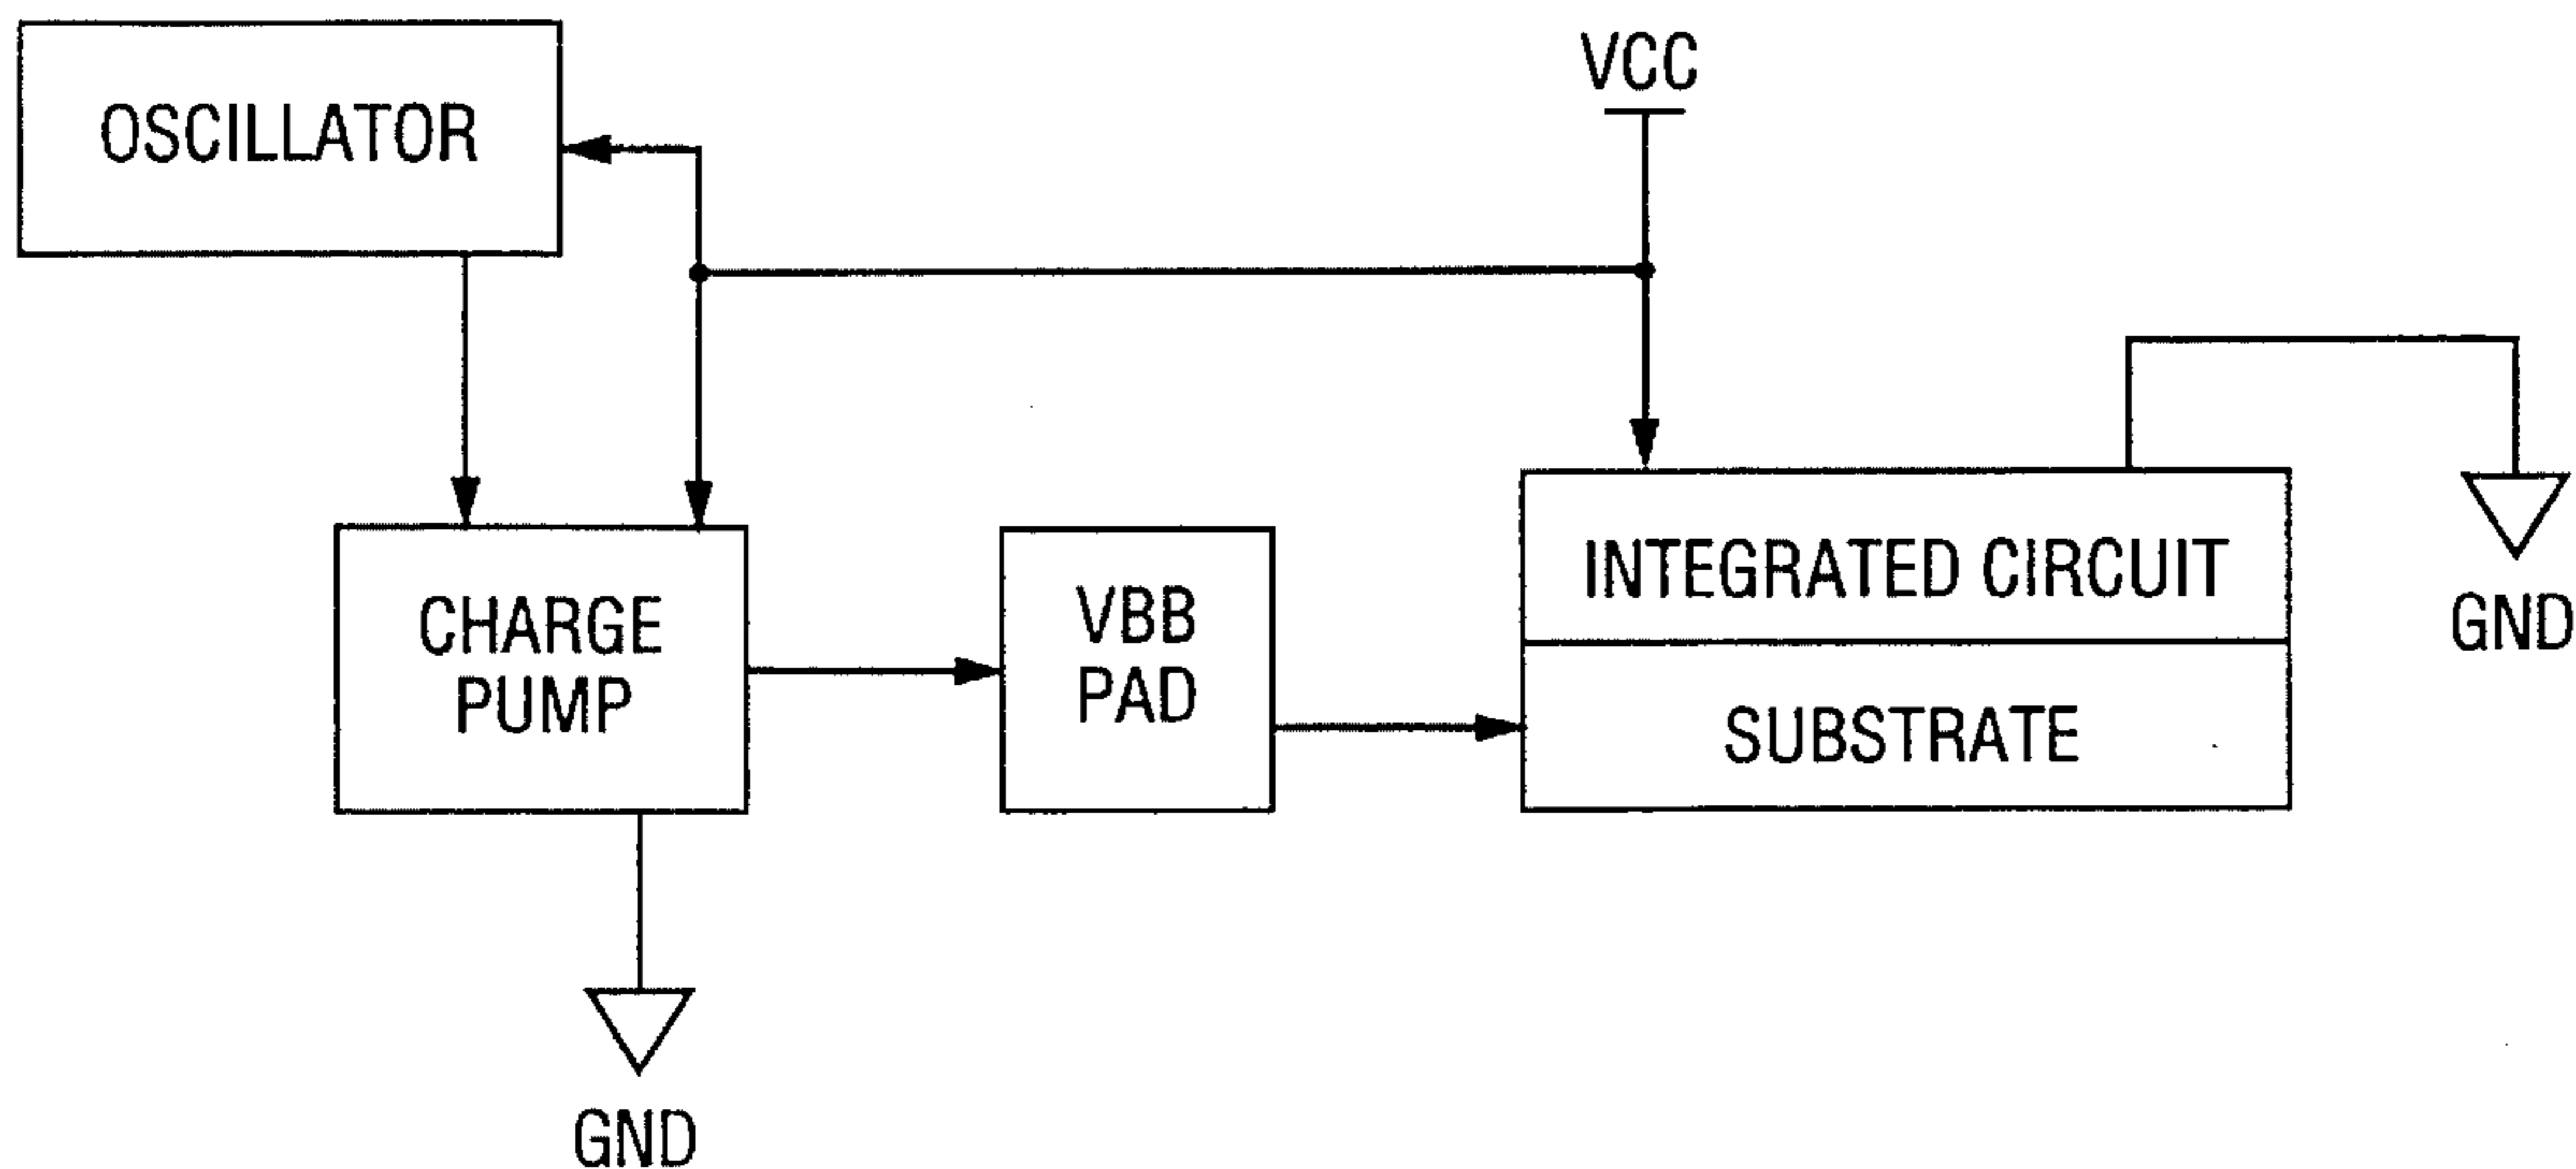 OSCILLATOR
VCC
CHARGE
PUMP
VBB
PAD
INTEGRATED CIRCUIT
SUBSTRATE
GND
GND